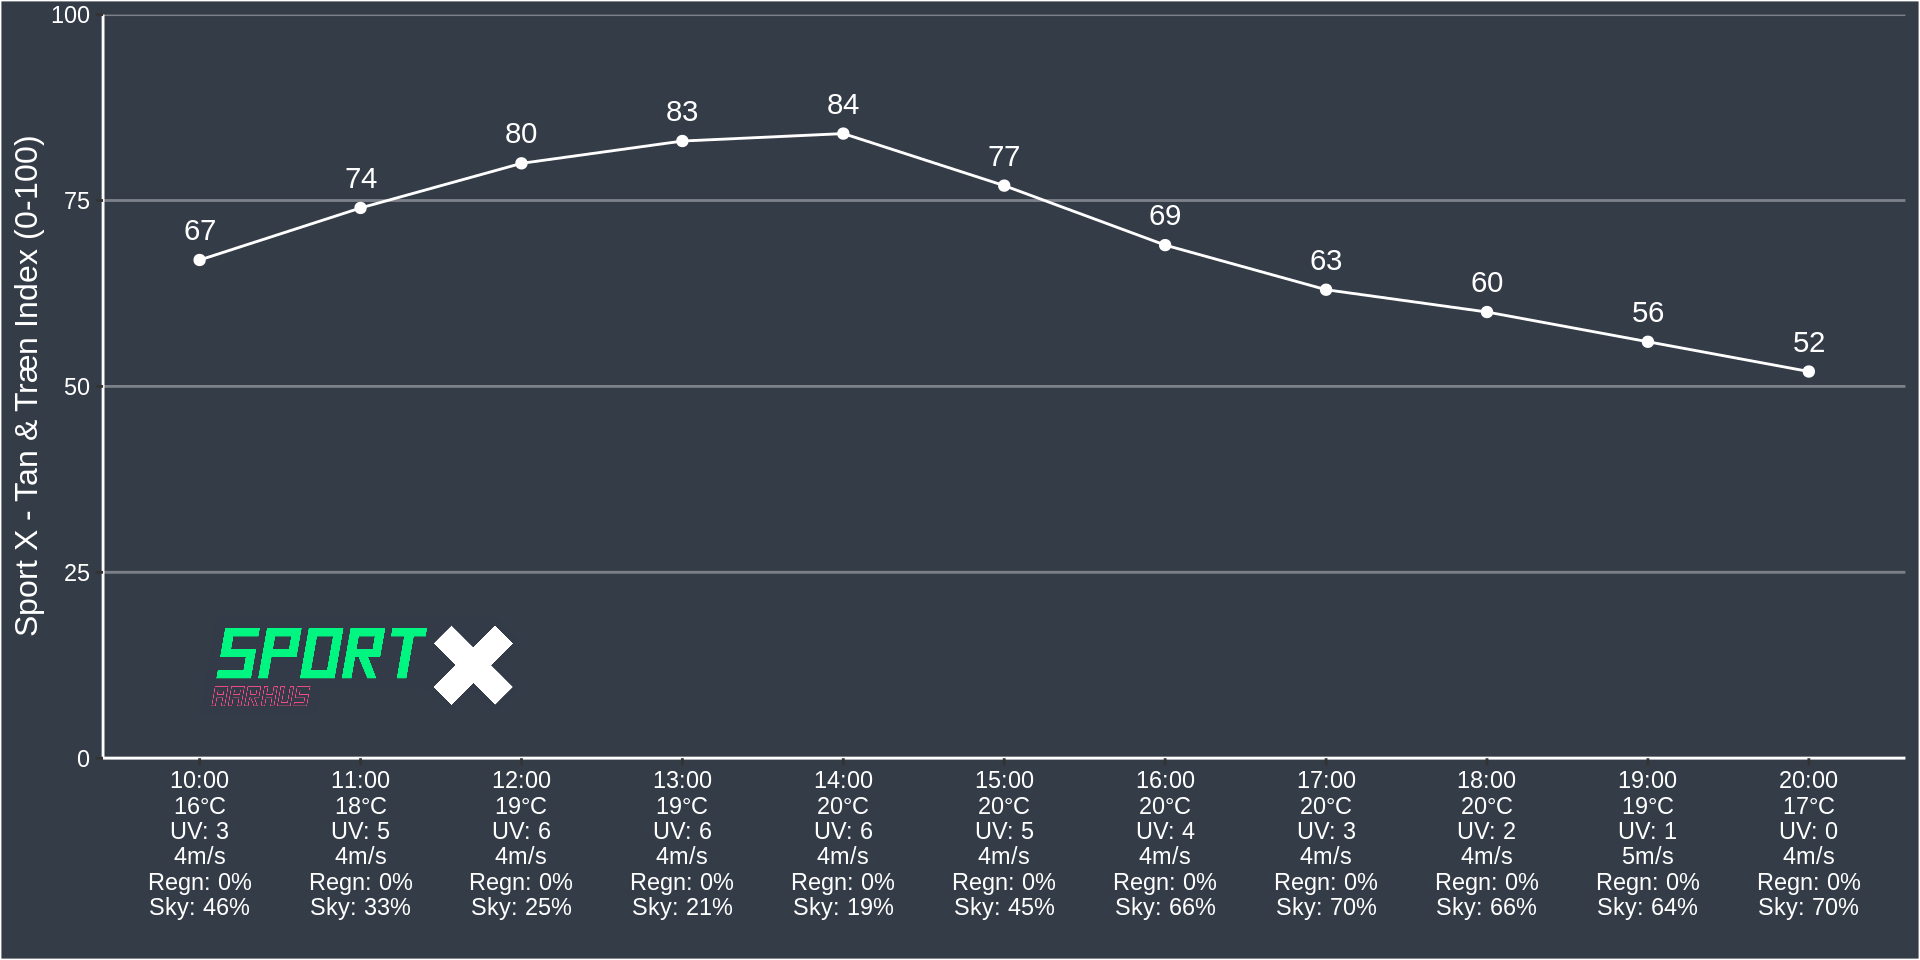 Sport X - Tan & Træn Index (0-100)
100
75
50
25
0
67
74
80
83
84
77
69
63
60
56
52
SPORT X
AARHUS
10:00 11:00 12:00 13:00 14:00 15:00 16:00 17:00 18:00 19:00 20:00
16°C 18°C 19°C 19°C 20°C 20°C 20°C 20°C 20°C 19°C 17°C
UV: 3 UV: 5 UV: 6 UV: 6 UV: 6 UV: 5 UV: 4 UV: 3 UV: 2 UV: 1 UV: 0
4m/s 4m/s 4m/s 4m/s 4m/s 4m/s 4m/s 4m/s 4m/s 5m/s 4m/s
Regn: 0% Regn: 0% Regn: 0% Regn: 0% Regn: 0% Regn: 0% Regn: 0% Regn: 0% Regn: 0% Regn: 0% Regn: 0%
Sky: 46% Sky: 33% Sky: 25% Sky: 21% Sky: 19% Sky: 45% Sky: 66% Sky: 70% Sky: 66% Sky: 64% Sky: 70%